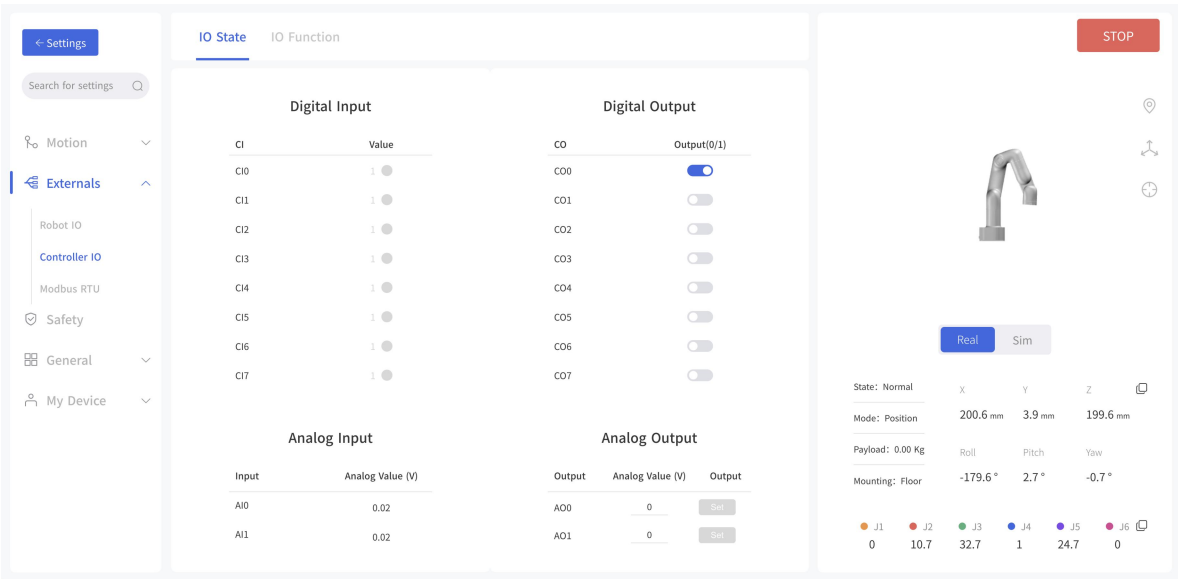 ← Settings
Search for settings
Motion
Externals
Robot IO
Controller IO
Modbus RTU
Safety
General
My Device
IO State IO Function
Digital Input
CI Value
CI0 1
CI1 1
CI2 1
CI3 1
CI4 1
CI5 1
CI6 1
CI7 1
Digital Output
CO Output(0/1)
CO0
CO1
CO2
CO3
CO4
CO5
CO6
CO7
Analog Input
Input Analog Value (V)
AI0 0.02
AI1 0.02
Analog Output
Output Analog Value (V) Output
AO0 0 Set
AO1 0 Set
STOP
Real Sim
State: Normal
Mode: Position
Payload: 0.00 Kg
Mounting: Floor
X Y Z
200.6 mm 3.9 mm 199.6 mm
Roll Pitch Yaw
-179.6 ° 2.7 ° -0.7 °
J1 J2 J3 J4 J5 J6
0 10.7 32.7 1 24.7 0